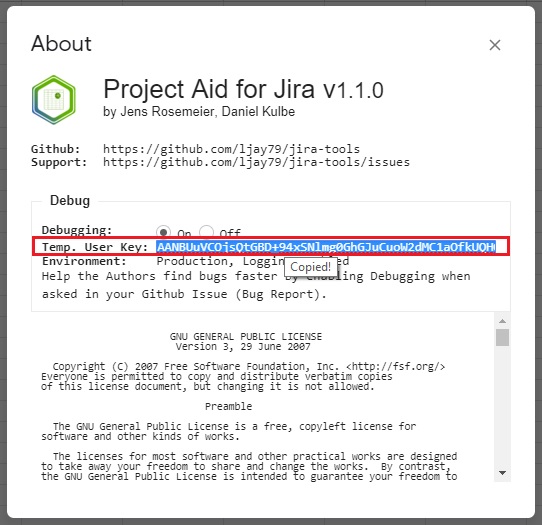 About
Project Aid for Jira v1.1.0
by Jens Rosemeier, Daniel Kulbe
Github: https://github.com/ljay79/jira-tools
Support: https://github.com/ljay79/jira-tools/issues
Debug
Debugging: On Off
Temp. User Key: AANBUuVCOjsQtGBD+94xSNlmg0GhGJuCuoW2dMC1aOfkUQH
Environment: Production,
Copied!
Help the Authors find bugs faster by enabling Debugging when
asked in your Github Issue (Bug Report).
GNU GENERAL PUBLIC LICENSE
Version 3, 29 June 2007
Copyright (C) 2007 Free Software Foundation, Inc. <http://fsf.org/>
Everyone is permitted to copy and distribute verbatim copies
of this license document, but changing it is not allowed.
Preamble
The GNU General Public License is a free, copyleft license for
software and other kinds of works.
The licenses for most software and other practical works are designed
to take away your freedom to share and change the works. By contrast,
the GNU General Public License is intended to guarantee your freedom to